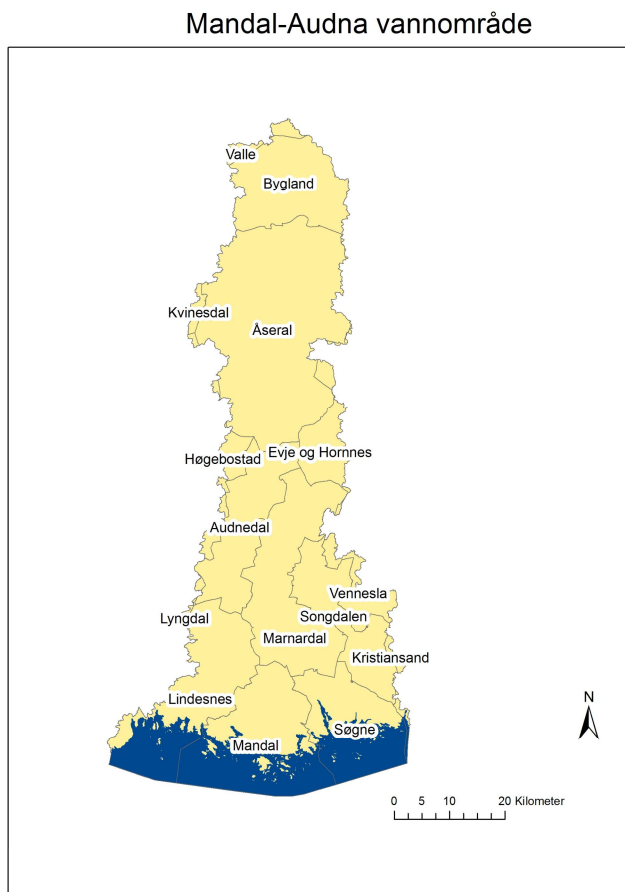 Mandal-Audna vannområde
Valle
Bygland
Kvinesdal
Åseral
Evje og Hornnes
Høgebostad
Audnedal
Vennesla
Lyngdal
Songdalen
Marnardal
Kristiansand
Lindesnes
Søgne
Mandal
N
0 5 10 20 Kilometer